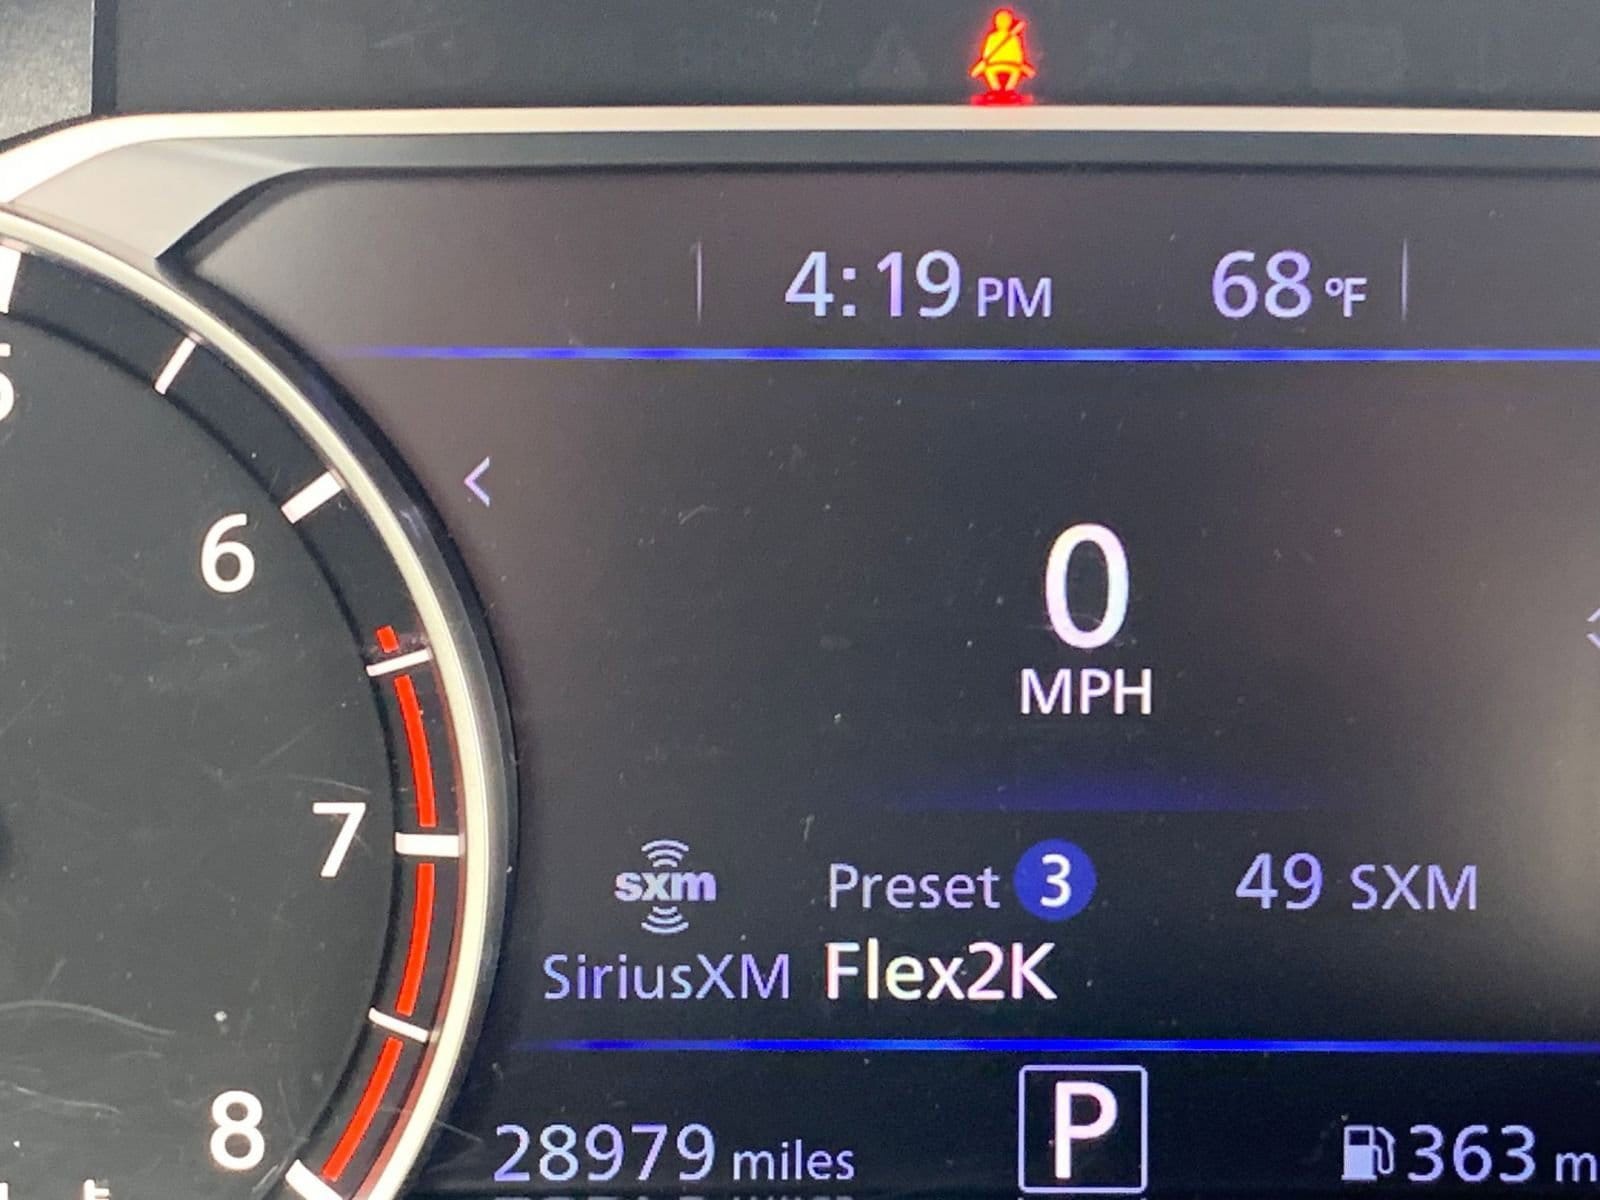 4:19 PM 68 °F
5
6
7
8
0
MPH
sxm Preset 3 49 SXM
SiriusXM Flex2K
28979 miles P 363